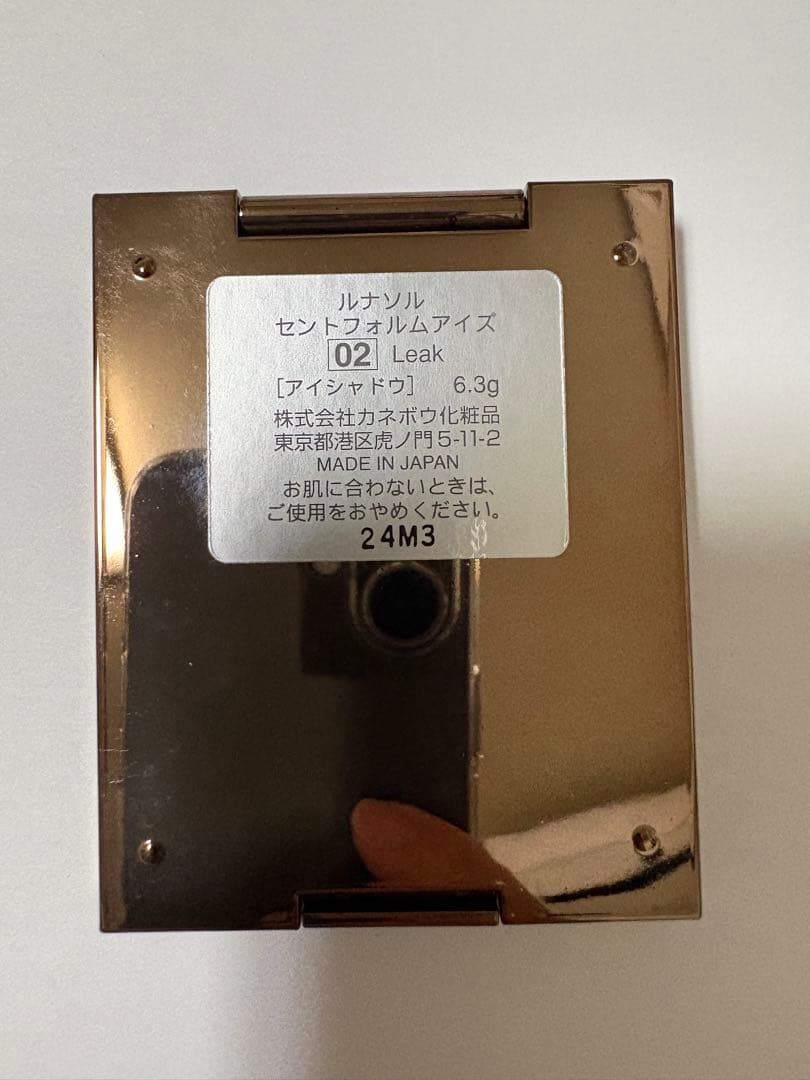 ルナソル
セントフォルムアイズ
02 Leak
［アイシャドウ］ 6.3g
株式会社カネボウ化粧品
東京都港区虎ノ門5-11-2
MADE IN JAPAN
お肌に合わないときは、
ご使用をおやめください。
24M3